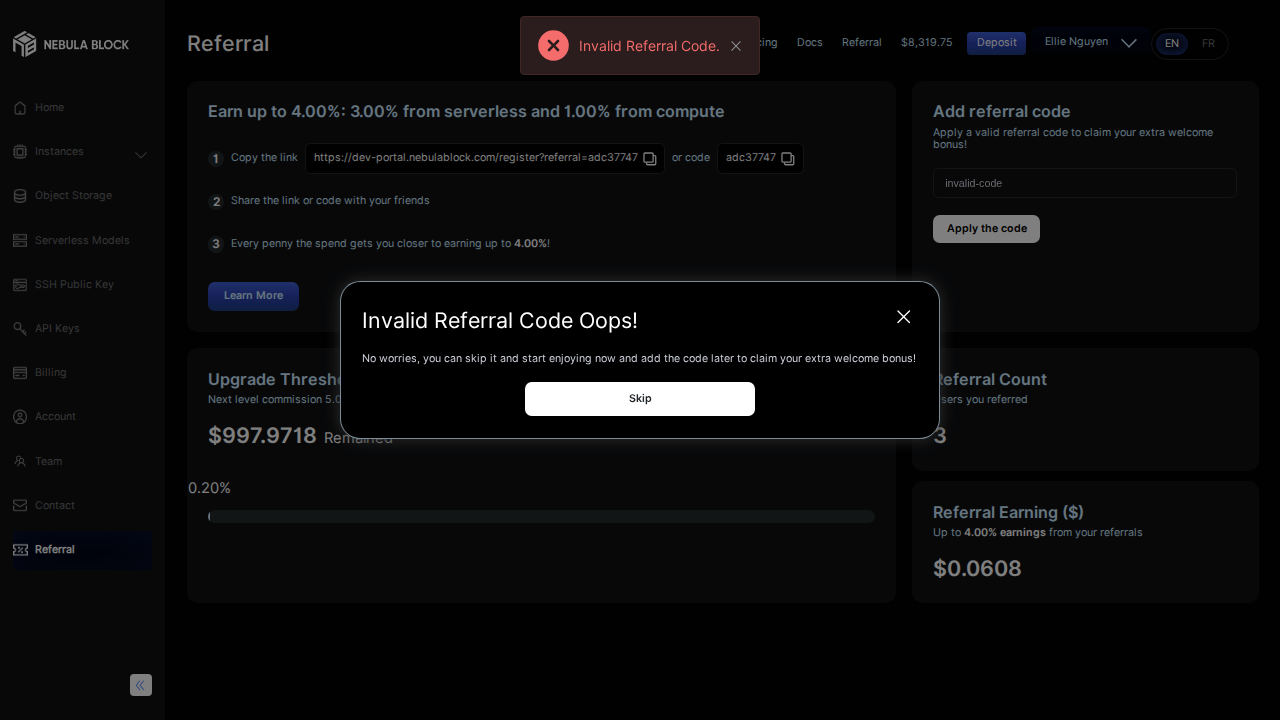 NEBULA BLOCK
Home
Instances
Object Storage
Serverless Models
SSH Public Key
API Keys
Billing
Account
Team
Contact
Referral
Referral
Invalid Referral Code.
Docs
Referral
$8,319.75
Deposit
Ellie Nguyen
EN
FR
Earn up to 4.00%: 3.00% from serverless and 1.00% from compute
1 Copy the link https://dev-portal.nebulablock.com/register?referral=adc37747 or code adc37747
2 Share the link or code with your friends
3 Every penny the spend gets you closer to earning up to 4.00%!
Learn More
Add referral code
Apply a valid referral code to claim your extra welcome
bonus!
invalid-code
Apply the code
Invalid Referral Code Oops!
No worries, you can skip it and start enjoying now and add the code later to claim your extra welcome bonus!
Skip
Upgrade
Next level commission 5.0
$997.9718 Remained
0.20%
Referral Count
users you referred
3
Referral Earning ($)
Up to 4.00% earnings from your referrals
$0.0608